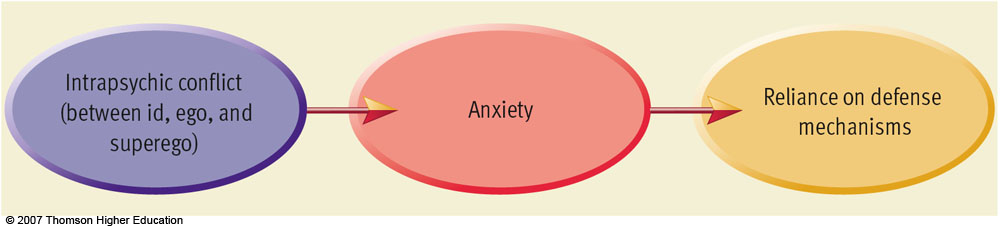 Intrapsychic conflict
(between id, ego, and
superego)
Anxiety
Reliance on defense
mechanisms
© 2007 Thomson Higher Education